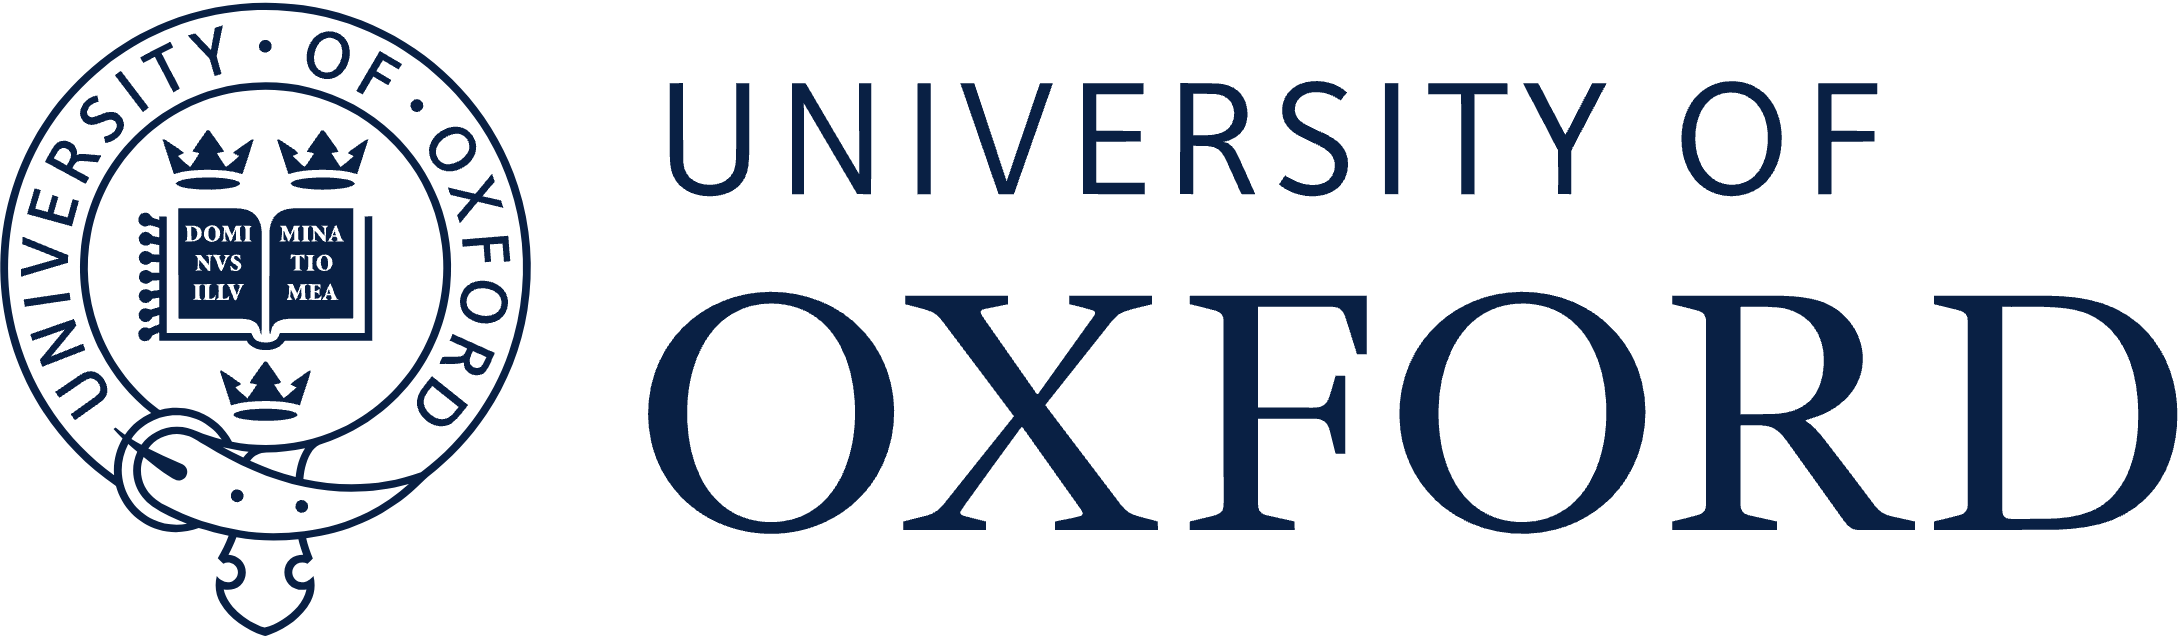 UNIVERSITY · OF · OXFORD
DOMI
NVS
ILLV
MINA
TIO
MEA
UNIVERSITY OF
OXFORD